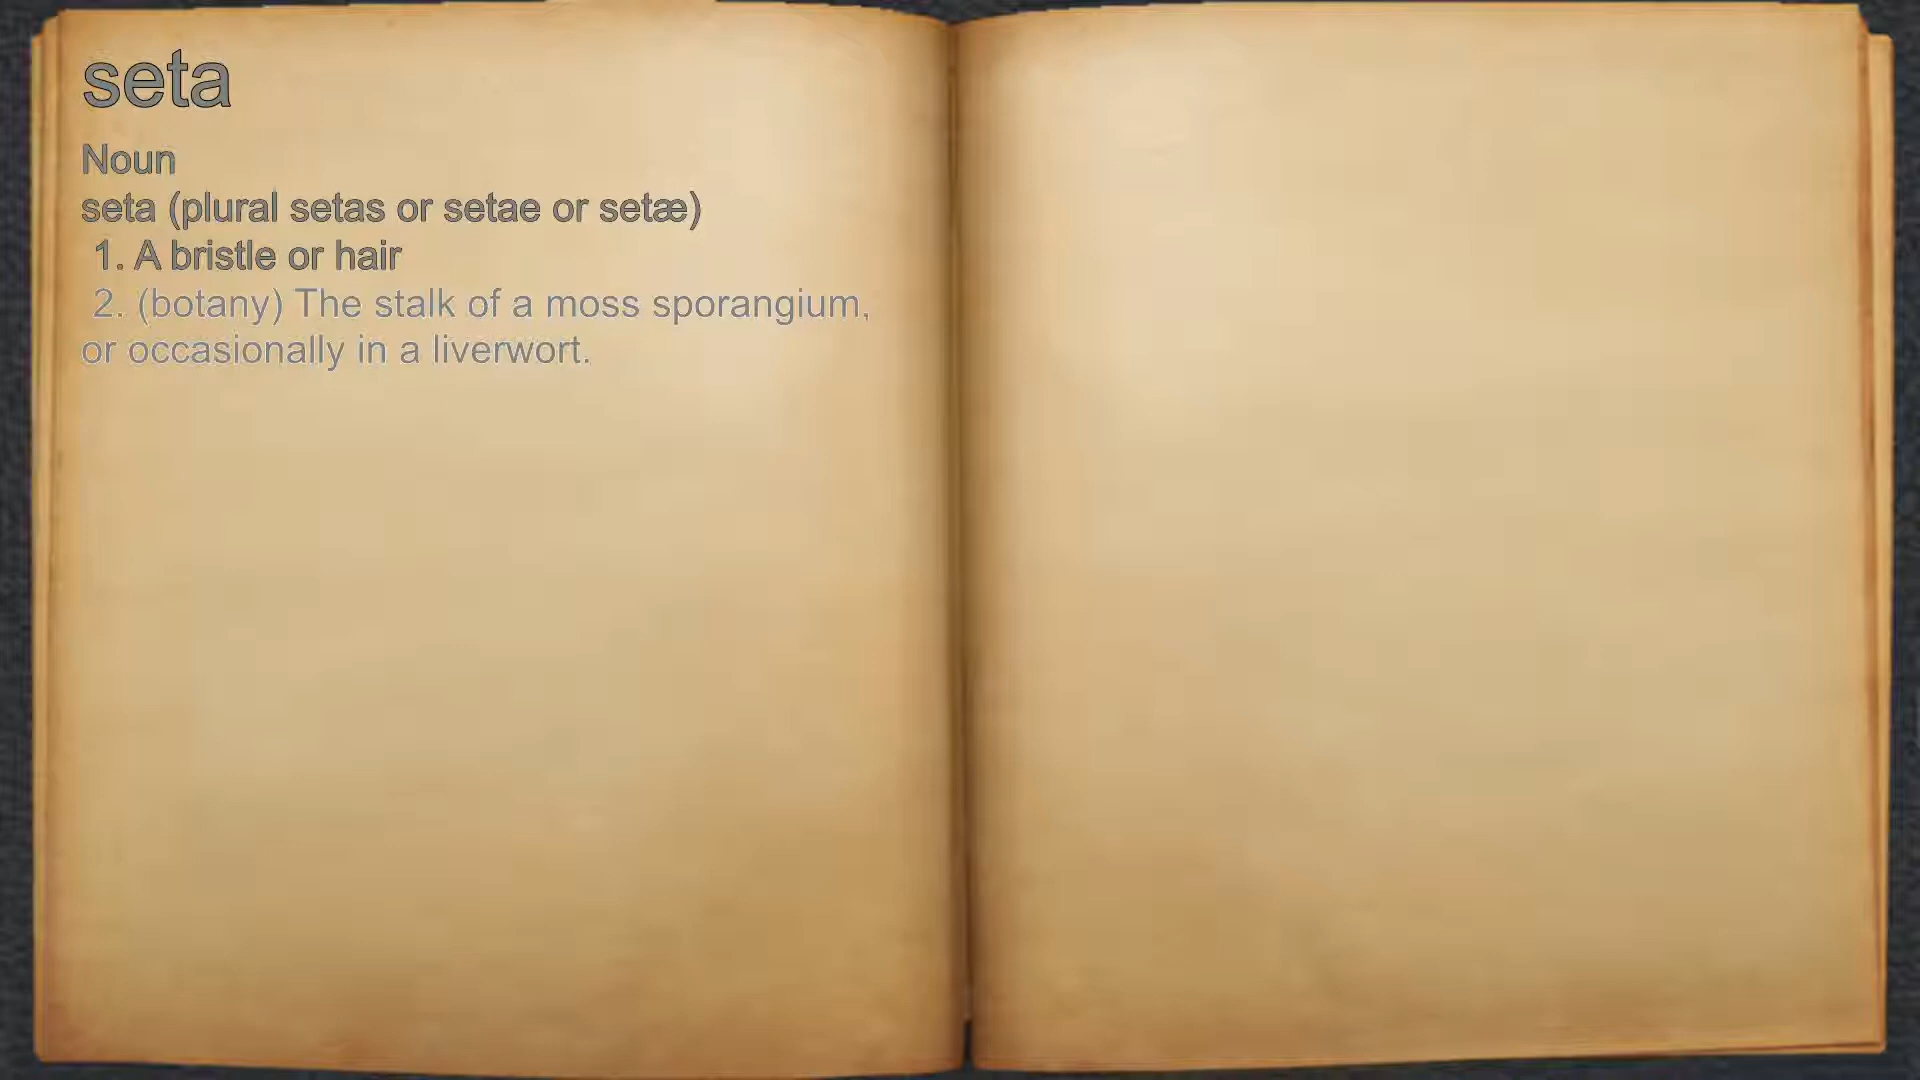 seta
Noun
seta (plural setas or setae or setæ)
1. A bristle or hair
2. (botany) The stalk of a moss sporangium,
or occasionally in a liverwort.